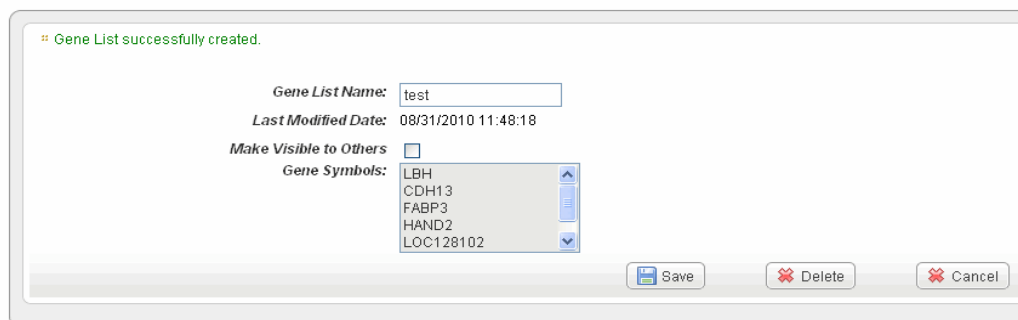 Gene List successfully created.
Gene List Name: test
Last Modified Date: 08/31/2010 11:48:18
Make Visible to Others
Gene Symbols: LBH
CDH13
FABP3
HAND2
LOC128102
Save Delete Cancel